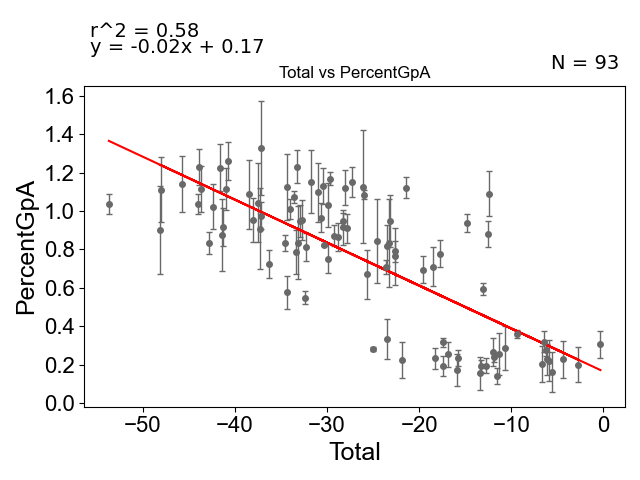 r^2 = 0.58
y = -0.02x + 0.17
N = 93
Total vs PercentGpA
PercentGpA
1.6
1.4
1.2
1.0
0.8
0.6
0.4
0.2
0.0
−50 −40 −30 −20 −10 0
Total